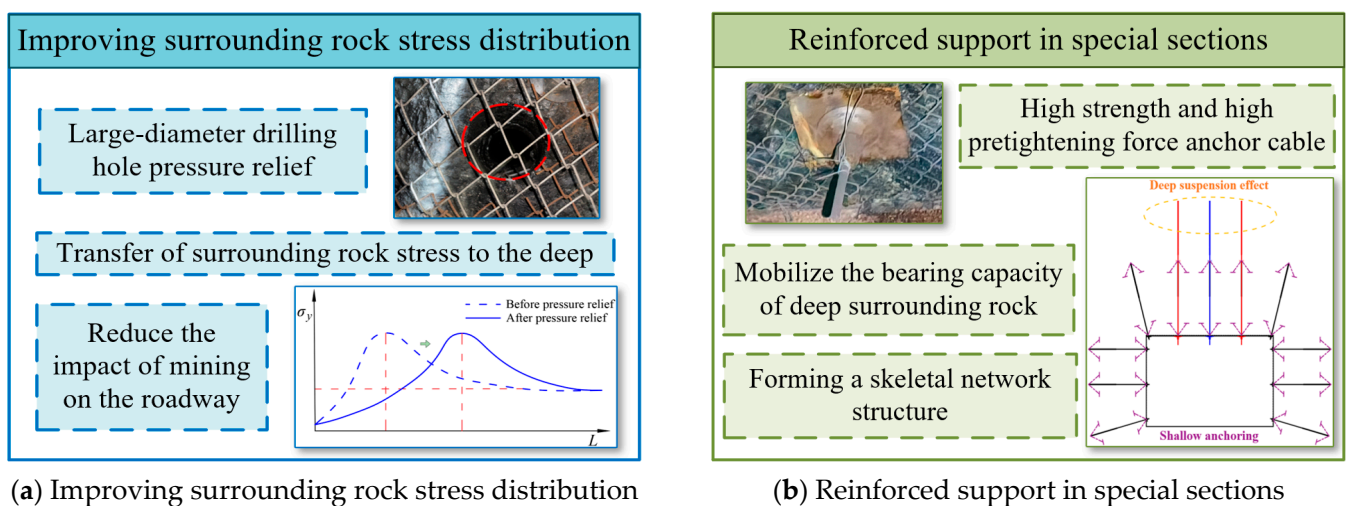 Improving surrounding rock stress distribution
Large-diameter drilling
hole pressure relief
Transfer of surrounding rock stress to the deep
Reduce the
impact of mining
on the roadway
σy
Before pressure relief
After pressure relief
L
(a) Improving surrounding rock stress distribution
Reinforced support in special sections
High strength and high
pretightening force anchor cable
Mobilize the bearing capacity
of deep surrounding rock
Forming a skeletal network
structure
Deep suspension effect
Shallow anchoring
(b) Reinforced support in special sections